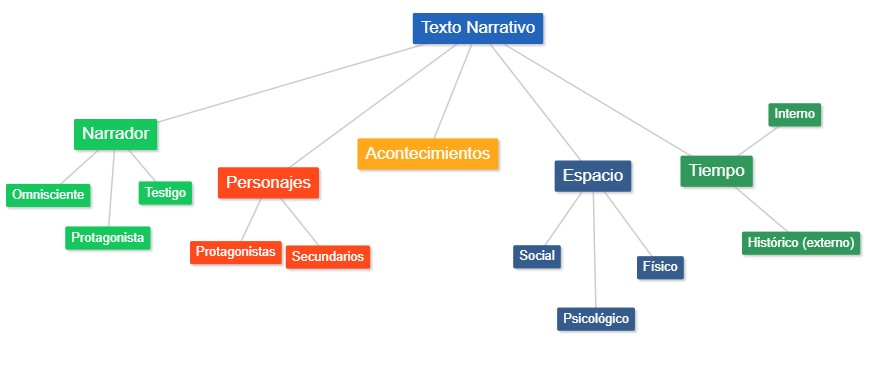 Texto Narrativo
Narrador
Omnisciente
Protagonista
Testigo
Personajes
Protagonistas
Secundarios
Acontecimientos
Espacio
Social
Psicológico
Físico
Tiempo
Interno
Histórico (externo)